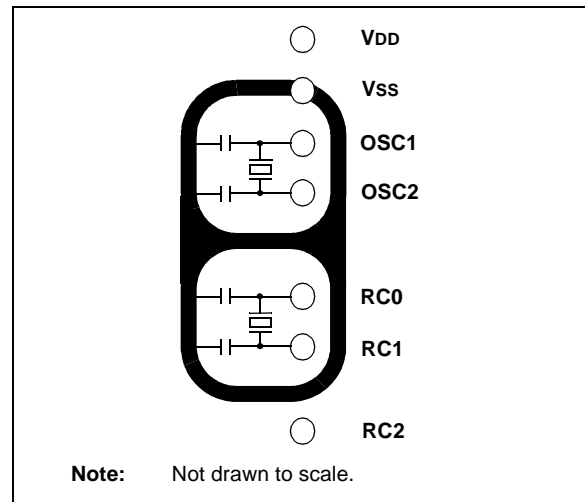 VDD
VSS
OSC1
OSC2
RC0
RC1
RC2
Note: Not drawn to scale.